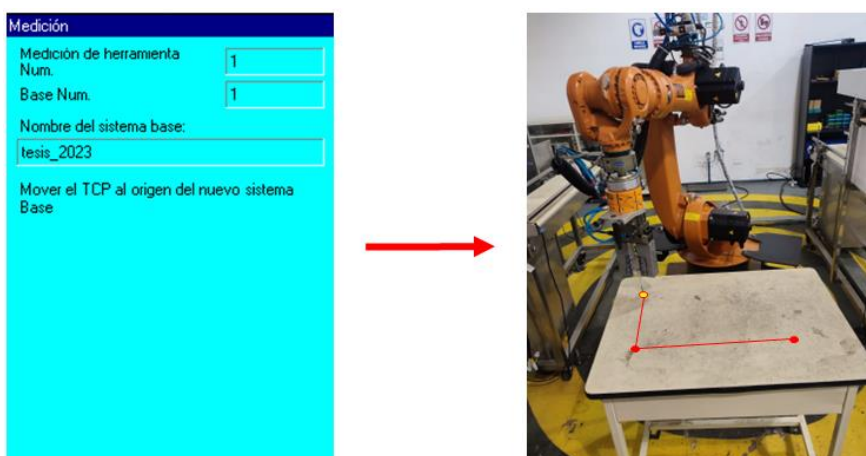 Medición
Medición de herramienta
Num.
1
Base Num.
1
Nombre del sistema base:
tesis_2023
Mover el TCP al origen del nuevo sistema
Base